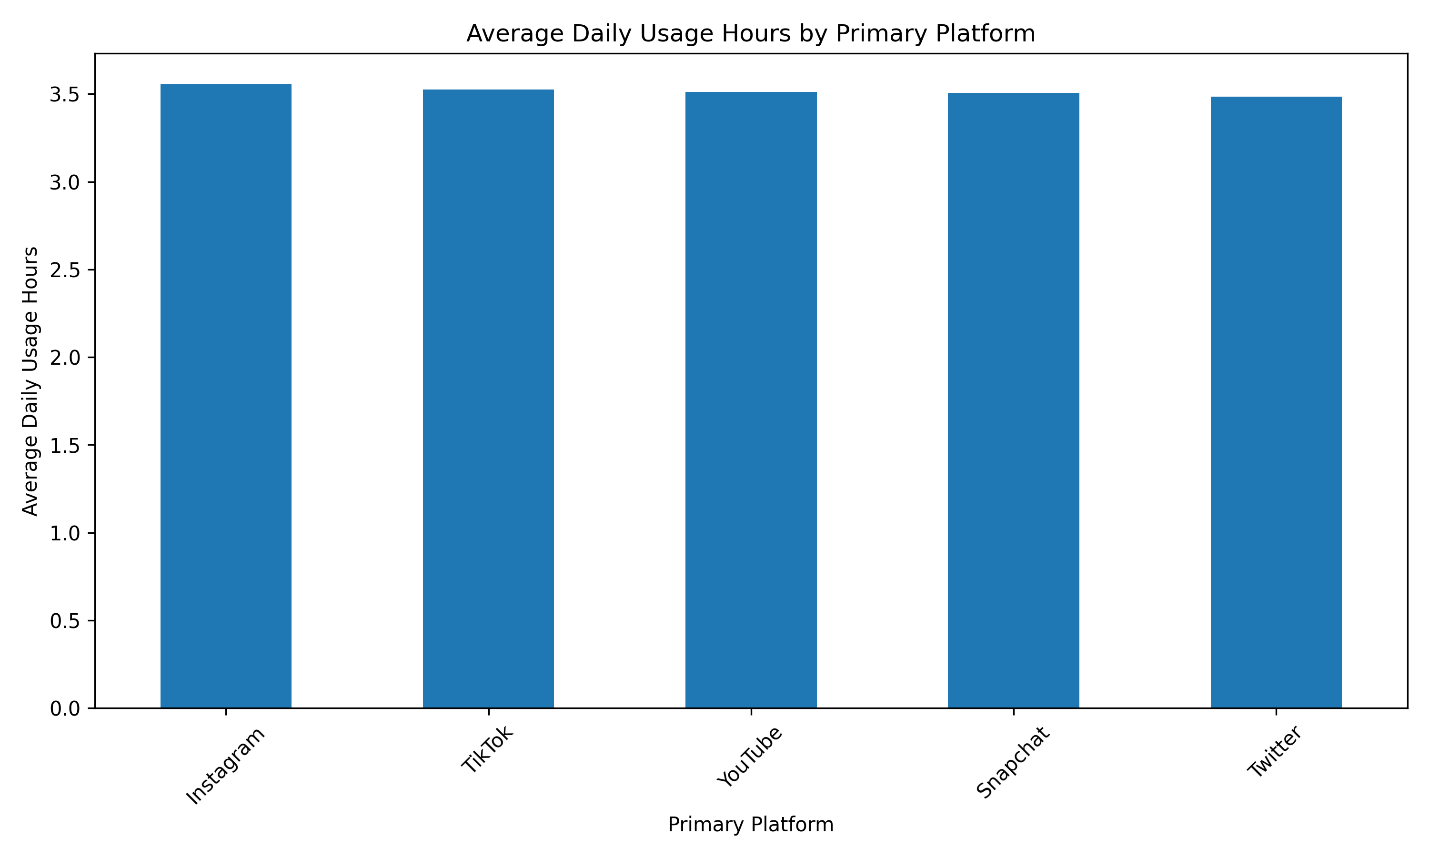 Average Daily Usage Hours by Primary Platform
Average Daily Usage Hours
3.5
3.0
2.5
2.0
1.5
1.0
0.5
0.0
Instagram
TikTok
YouTube
Snapchat
Twitter
Primary Platform